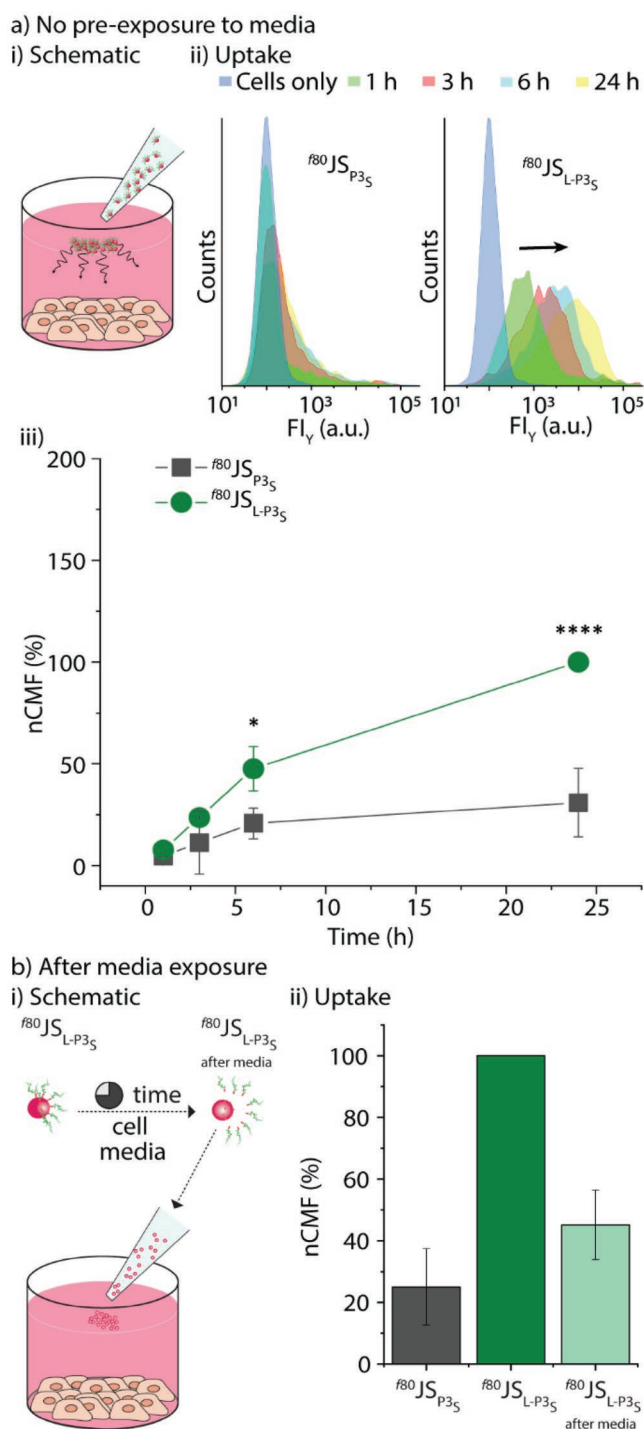 a) No pre-exposure to media
i) Schematic
ii) Uptake
Cells only 1 h 3 h 6 h 24 h
f80JSP3S
f80JSL-P3S
Counts
Counts
10¹ 10³ 10⁵
10¹ 10³ 10⁵
FlY (a.u.)
FlY (a.u.)
iii)
f80JSP3S
f80JSL-P3S
200
150
100
50
0
nCMF (%)
*
****
0 5 10 15 20 25
Time (h)
b) After media exposure
i) Schematic
ii) Uptake
f80JSL-P3S
f80JSL-P3S
after media
time
cell
media
100
80
60
40
20
0
nCMF (%)
f80JSP3S
f80JSL-P3S
f80JSL-P3S
after media